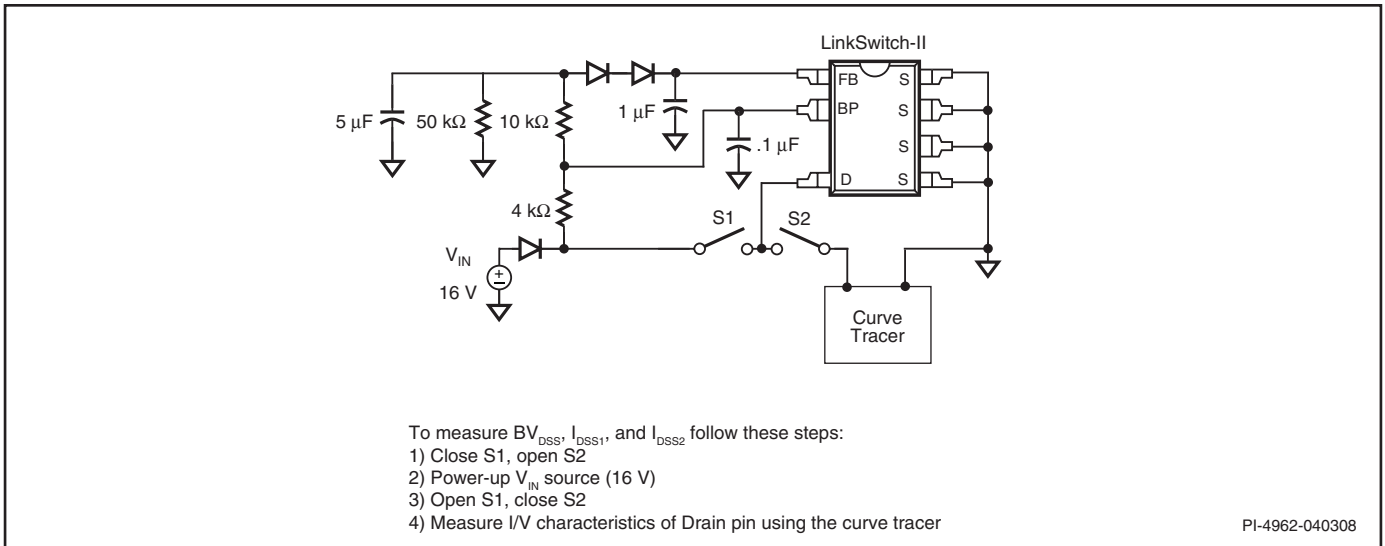 LinkSwitch-II
FB
S
BP
S
S
D
S
5 µF
50 kΩ
10 kΩ
1 µF
.1 µF
4 kΩ
S1
S2
V_IN
16 V
+
Curve
Tracer
To measure BV_DSS, I_DSS1, and I_DSS2 follow these steps:
1) Close S1, open S2
2) Power-up V_IN source (16 V)
3) Open S1, close S2
4) Measure I/V characteristics of Drain pin using the curve tracer
PI-4962-040308